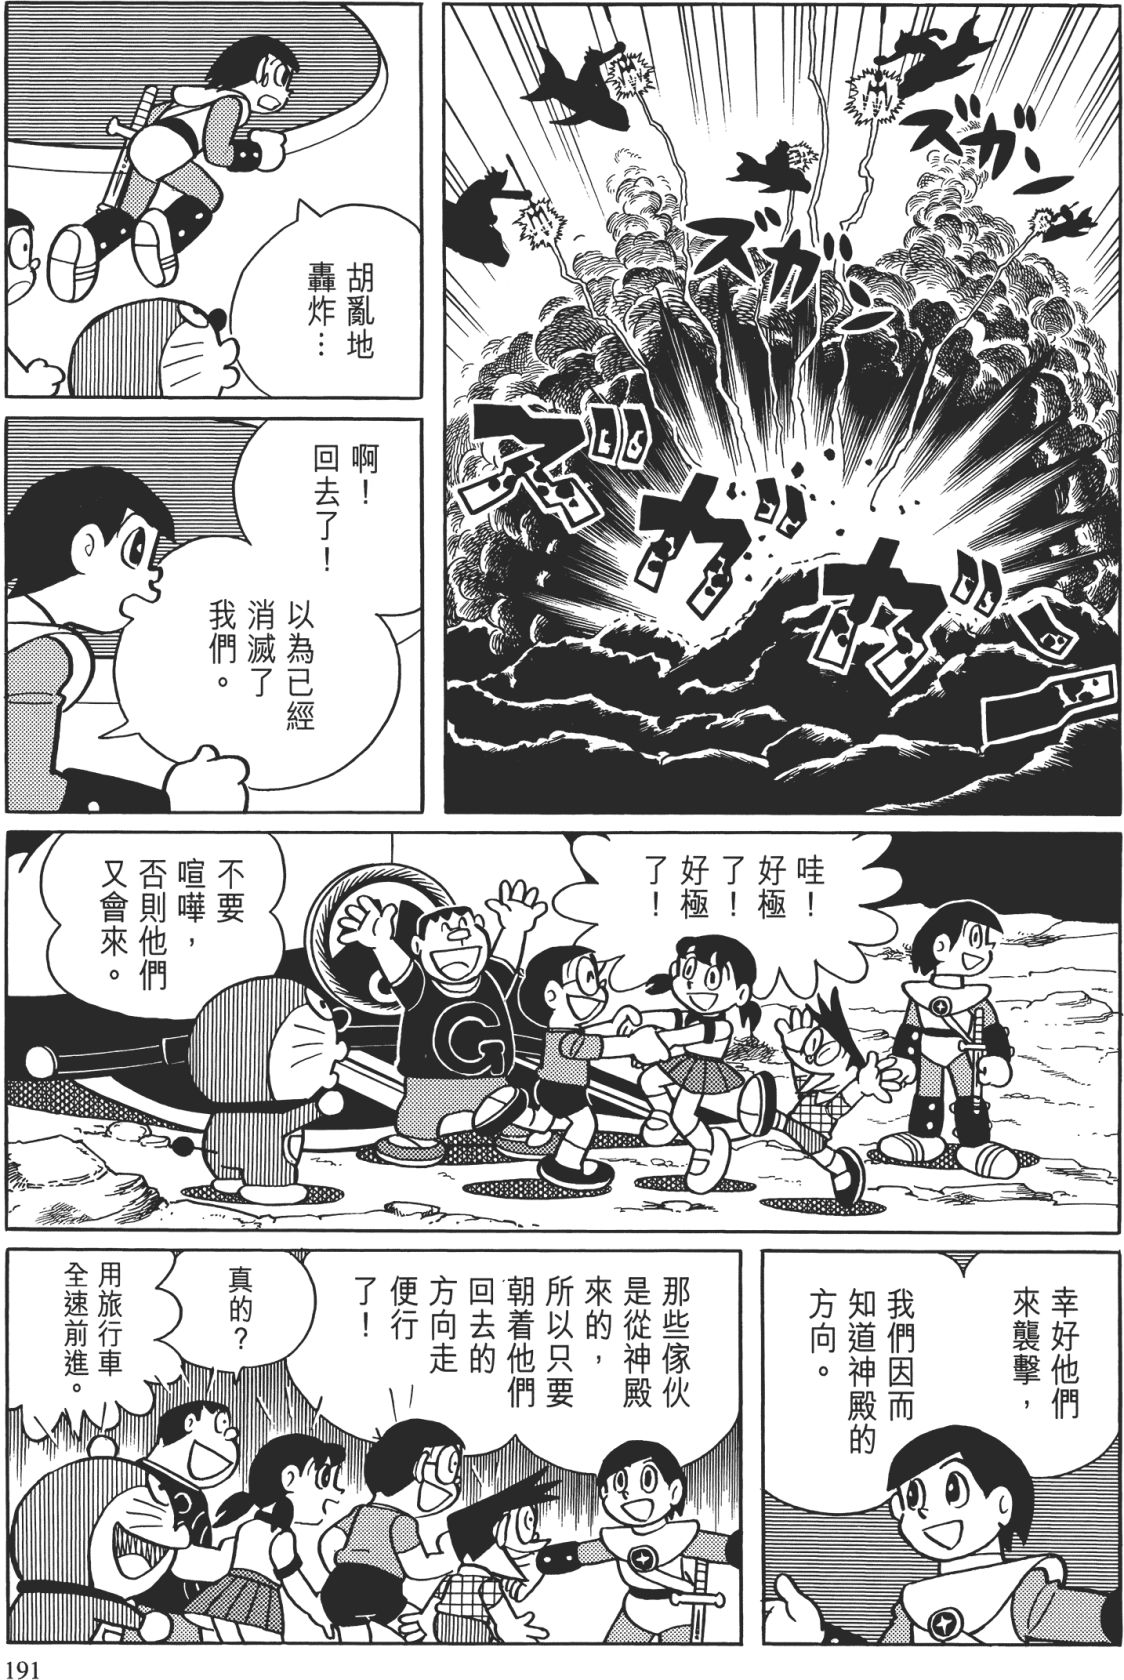 ズガーン
ズガーン
ズガガーン
胡亂地
轟炸…
啊！
回去了！
以為已經
消滅了
我們。
哇！
好極
了！
好極
了！
不要
喧嘩，
否則他們
又會來。
幸好他們
來襲擊，
我們因而
知道神殿的
方向。
那些傢伙
是從神殿
來的，
所以只要
朝着他們
回去的
方向走
便行
了！
真的？
用旅行車
全速前進。
G
191